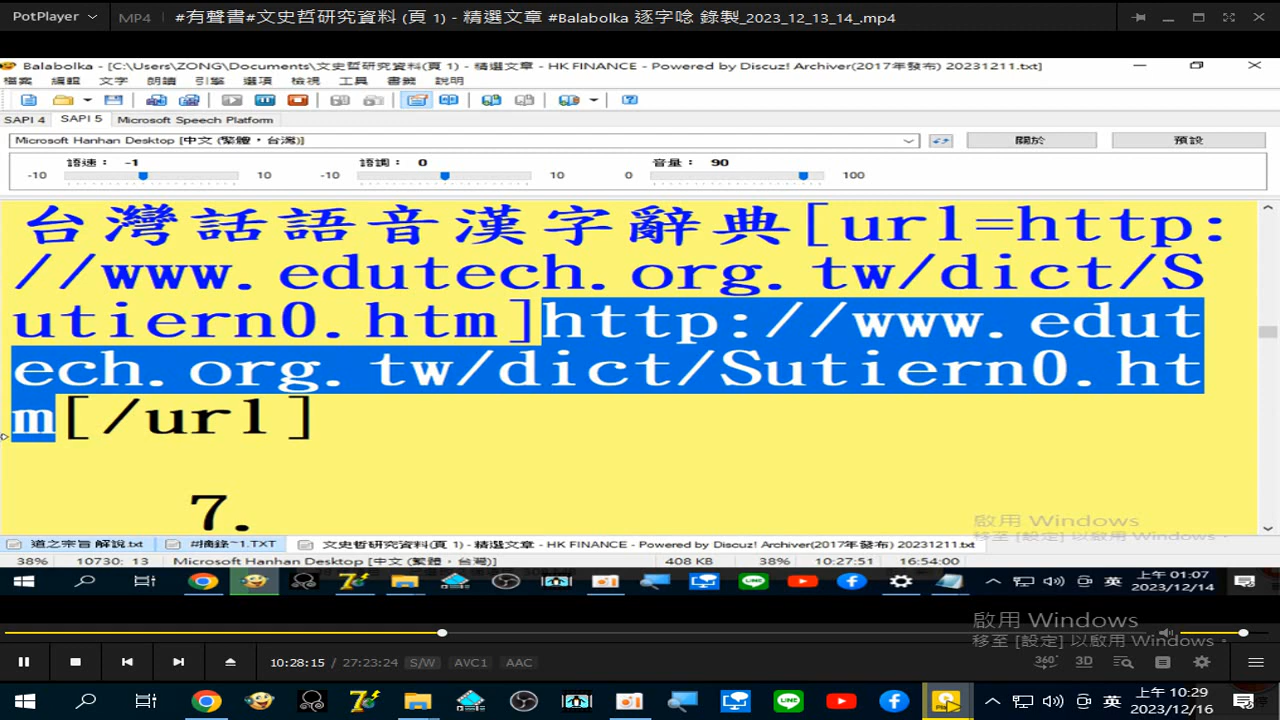 PotPlayer MP4 #有聲書#文史哲研究資料 (頁 1) - 精選文章 #Balabolka 逐字唸 錄製_2023_12_13_14_.mp4
Balabolka - [C:\Users\ZONG\Documents\文史哲研究資料(頁 1) - 精選文章 - HK FINANCE - Powered by Discuz! Archiver(2017年發布) 20231211.txt]
檔案 編輯 文字 朗讀 引擎 選項 檢視 工具 書籤 說明
SAPI 4 SAPI 5 Microsoft Speech Platform
Microsoft Hanhan Desktop [中文 (繁體，台灣)] 關於 預設
語速： -1 語調： 0 音量： 90
-10 10 -10 10 0 100
台灣話語音漢字辭典[url=http:
//www.edutech.org.tw/dict/S
utiern0.htm]http://www.edut
ech.org.tw/dict/Sutiern0.ht
m[/url]
7.
啟用 Windows
移至 [設定] 以啟用 Windows。
道之宗旨 解說.txt #摘錄~1.TXT 文史哲研究資料(頁 1) - 精選文章 - HK FINANCE - Powered by Discuz! Archiver(2017年發布) 20231211.txt
38% 10730: 13 Microsoft Hanhan Desktop [中文 (繁體，台灣)] 408 KB 38% 10:27:51 16:54:00
英 上午 01:07
2023/12/14
啟用 Windows
移至 [設定] 以啟用 Windows。
10:28:15 / 27:23:24 S/W AVC1 AAC 360° 3D
英 上午 10:29
2023/12/16